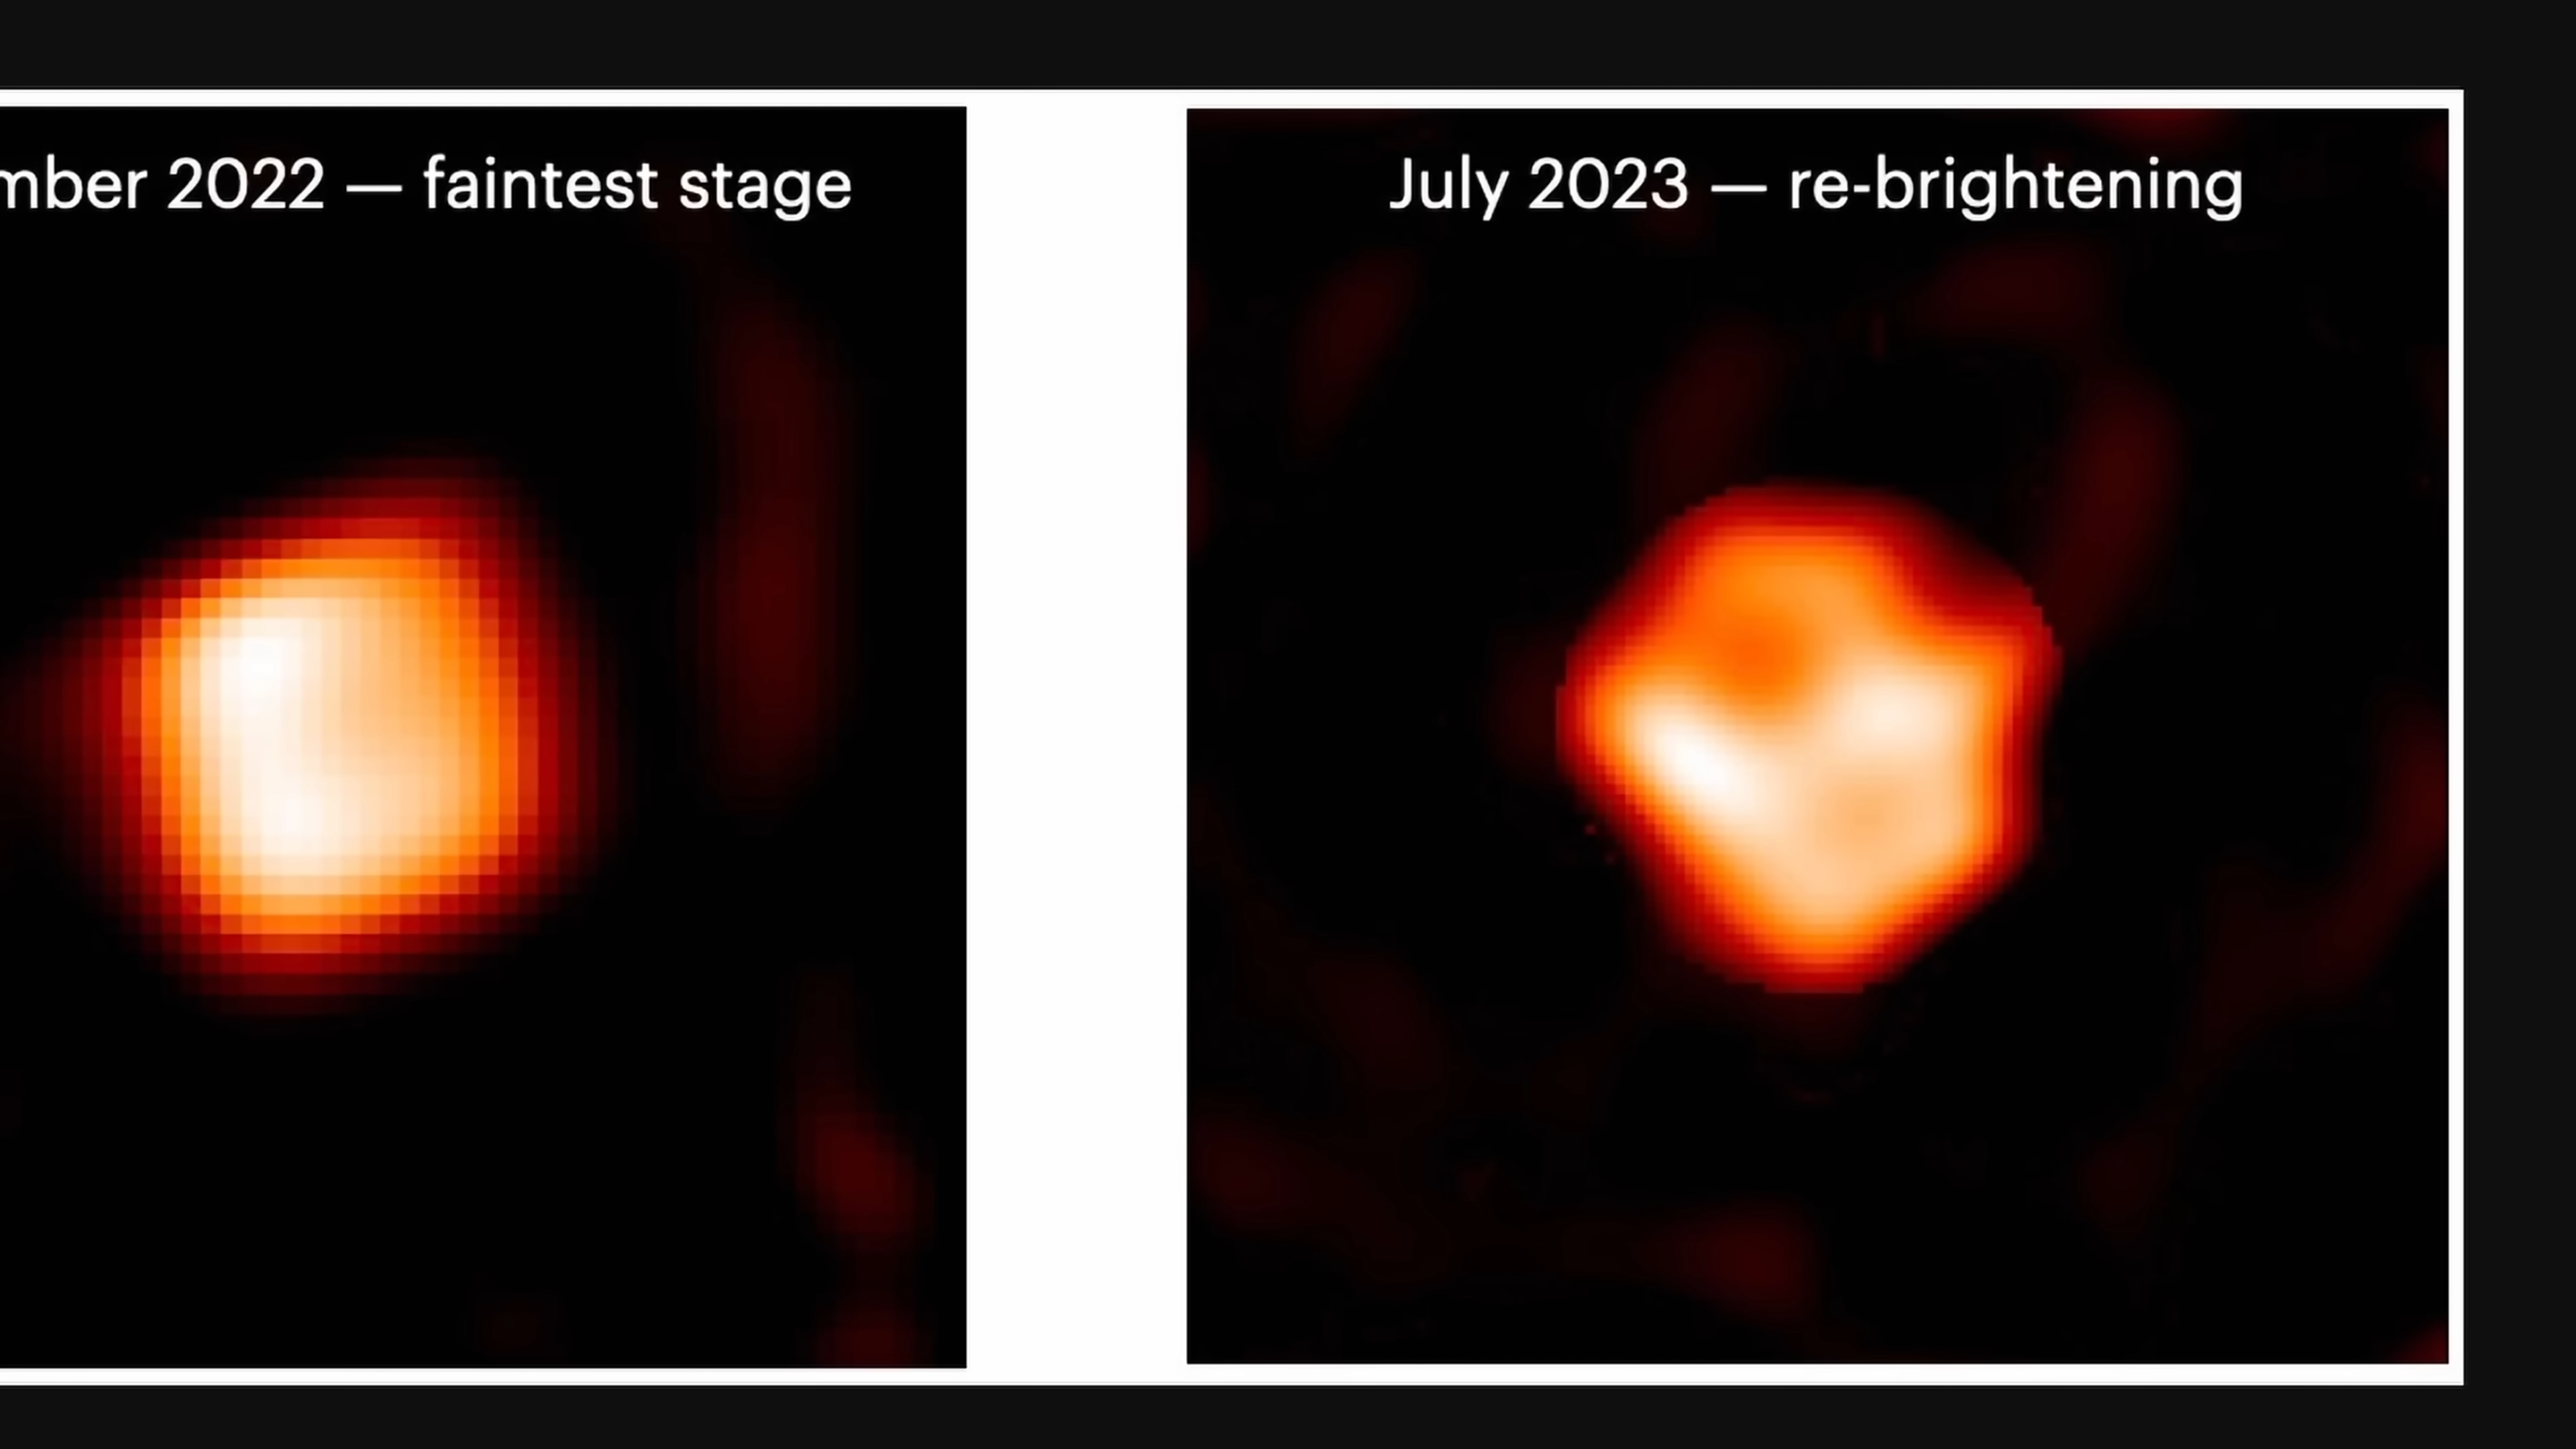 mber 2022 — faintest stage
July 2023 — re-brightening